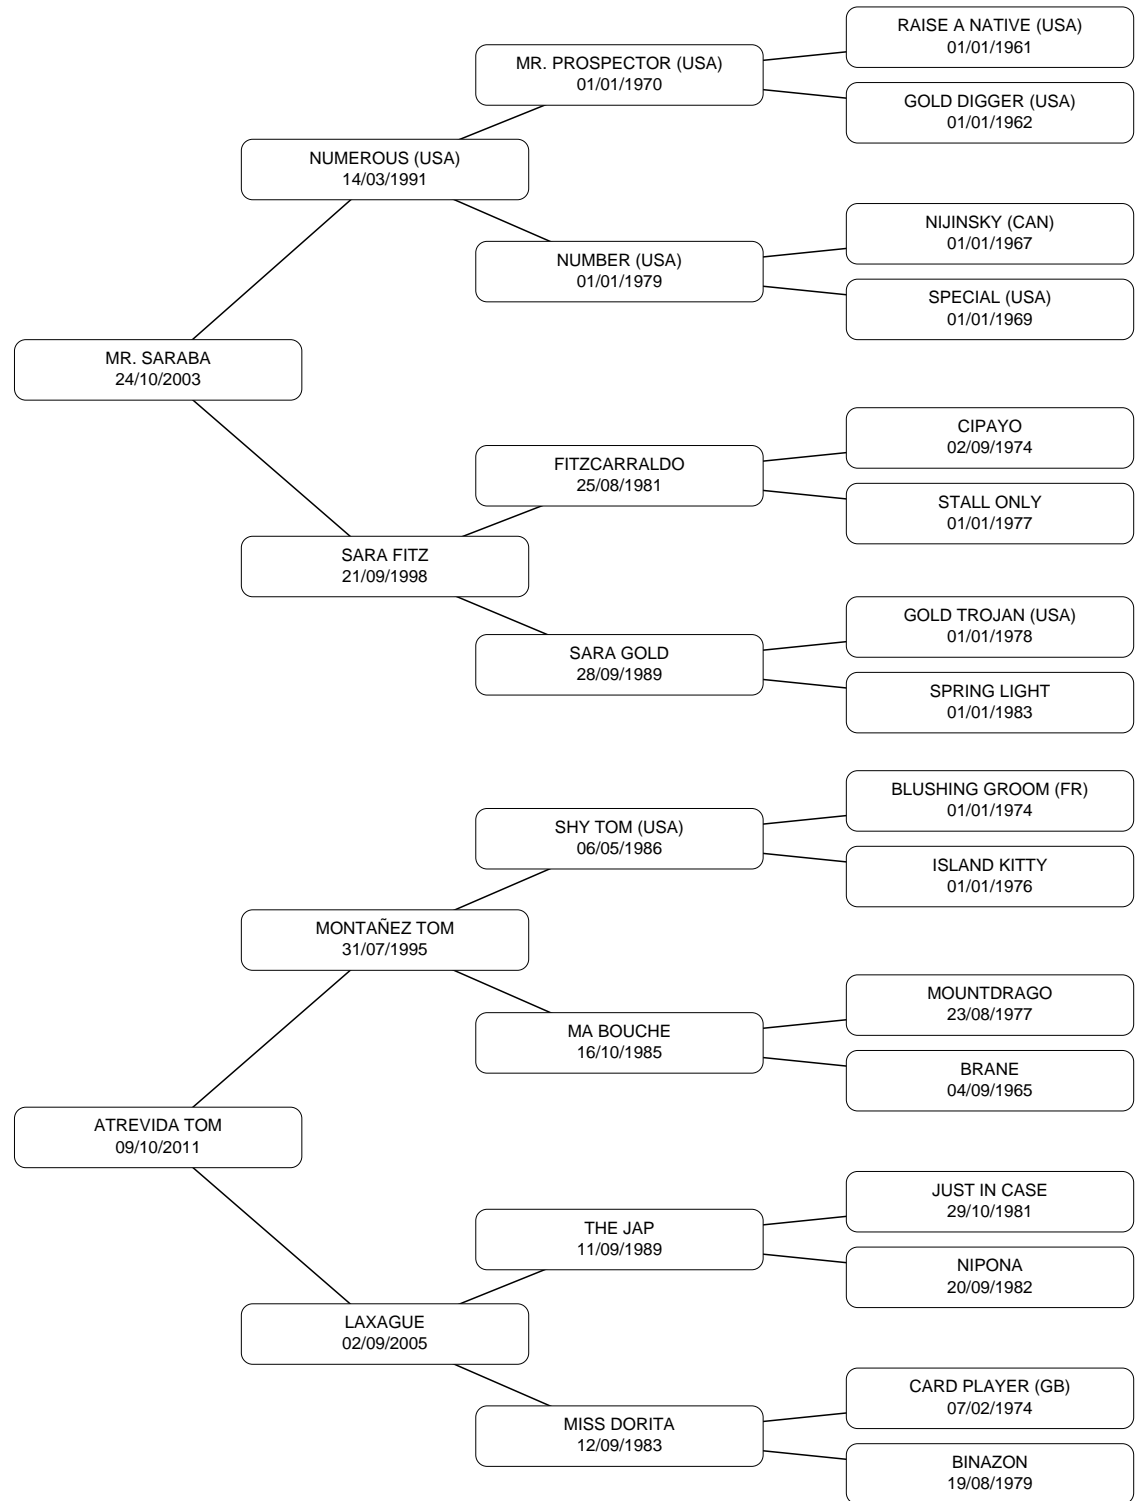 RAISE A NATIVE (USA)
01/01/1961
MR. PROSPECTOR (USA)
01/01/1970
GOLD DIGGER (USA)
01/01/1962
NUMEROUS (USA)
14/03/1991
NIJINSKY (CAN)
01/01/1967
NUMBER (USA)
01/01/1979
SPECIAL (USA)
01/01/1969
MR. SARABA
24/10/2003
CIPAYO
02/09/1974
FITZCARRALDO
25/08/1981
STALL ONLY
01/01/1977
SARA FITZ
21/09/1998
GOLD TROJAN (USA)
01/01/1978
SARA GOLD
28/09/1989
SPRING LIGHT
01/01/1983
BLUSHING GROOM (FR)
01/01/1974
SHY TOM (USA)
06/05/1986
ISLAND KITTY
01/01/1976
MONTAÑEZ TOM
31/07/1995
MOUNTDRAGO
23/08/1977
MA BOUCHE
16/10/1985
BRANE
04/09/1965
ATREVIDA TOM
09/10/2011
JUST IN CASE
29/10/1981
THE JAP
11/09/1989
NIPONA
20/09/1982
LAXAGUE
02/09/2005
CARD PLAYER (GB)
07/02/1974
MISS DORITA
12/09/1983
BINAZON
19/08/1979